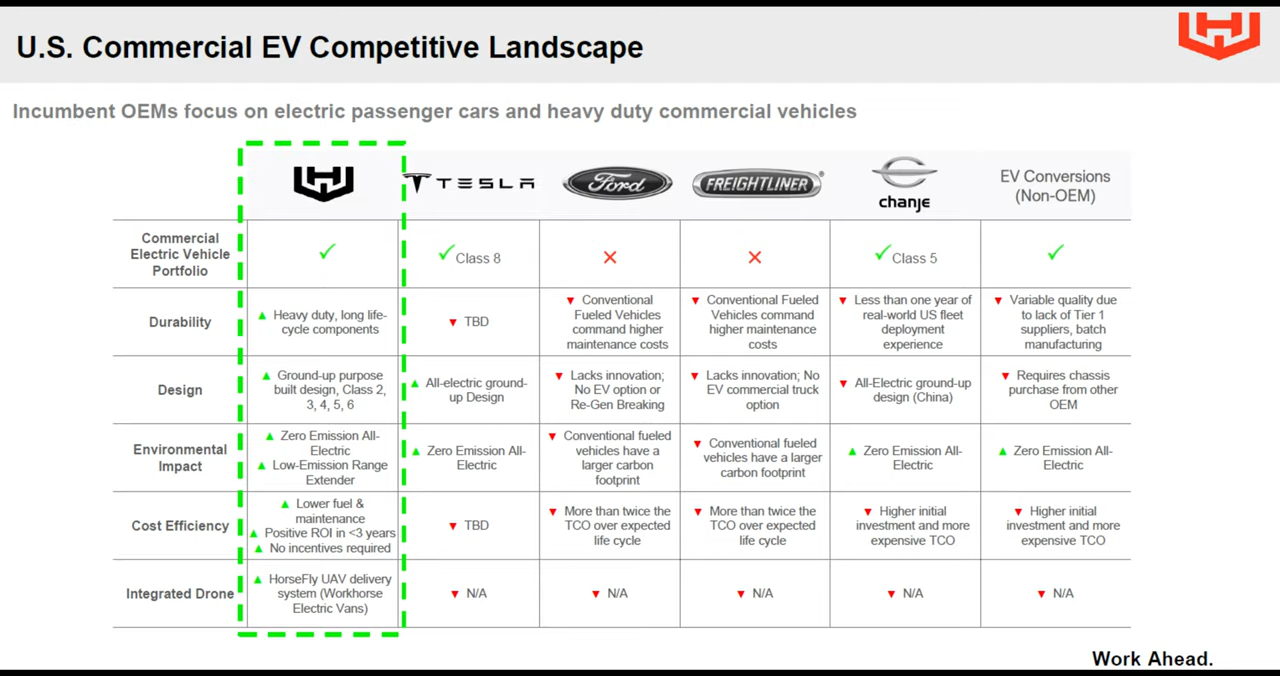 U.S. Commercial EV Competitive Landscape
Incumbent OEMs focus on electric passenger cars and heavy duty commercial vehicles
TESLA
Ford
FREIGHTLINER
chanje
EV Conversions
(Non-OEM)
Commercial
Electric Vehicle
Portfolio
Class 8
Class 5
Durability
Heavy duty, long life-
cycle components
TBD
Conventional
Fueled Vehicles
command higher
maintenance costs
Conventional Fueled
Vehicles command
higher maintenance
costs
Less than one year of
real-world US fleet
deployment
experience
Variable quality due
to lack of Tier 1
suppliers, batch
manufacturing
Design
Ground-up purpose
built design, Class 2,
3, 4, 5, 6
All-electric ground-
up Design
Lacks innovation;
No EV option or
Re-Gen Breaking
Lacks innovation; No
EV commercial truck
option
All-Electric ground-up
design (China)
Requires chassis
purchase from other
OEM
Environmental
Impact
Zero Emission All-
Electric
Low-Emission Range
Extender
Zero Emission All-
Electric
Conventional fueled
vehicles have a
larger carbon
footprint
Conventional fueled
vehicles have a larger
carbon footprint
Zero Emission All-
Electric
Zero Emission All-
Electric
Cost Efficiency
Lower fuel &
maintenance
Positive ROI in <3 years
No incentives required
TBD
More than twice the
TCO over expected
life cycle
More than twice the
TCO over expected
life cycle
Higher initial
investment and more
expensive TCO
Higher initial
investment and more
expensive TCO
Integrated Drone
HorseFly UAV delivery
system (Workhorse
Electric Vans)
N/A
N/A
N/A
N/A
N/A
Work Ahead.